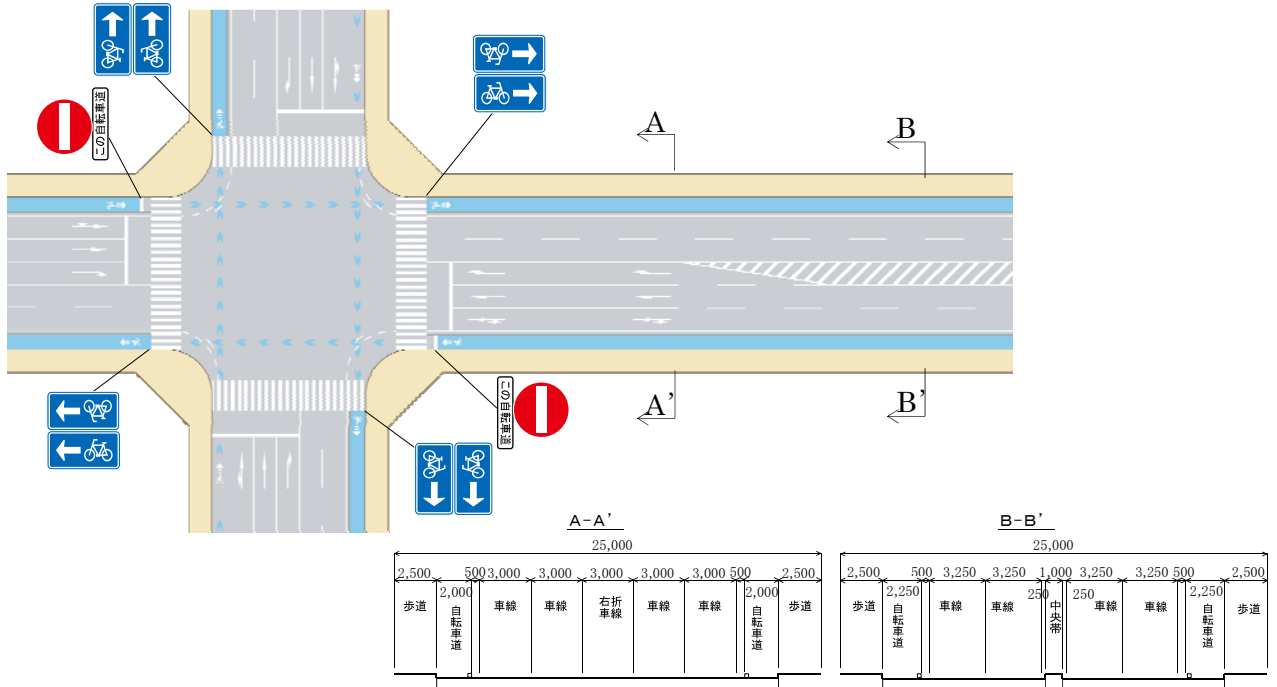 この自転車道
A
B
A'
B'
この自転車道
A-A'
25,000
2,500
500
3,000
3,000
3,000
3,000
3,000
500
2,500
2,000
2,000
歩道
自転車道
車線
車線
右折
車線
車線
車線
自転車道
歩道
B-B'
25,000
2,500
500
3,250
3,250
1,000
3,250
3,250
500
2,500
2,250
250
250
2,250
歩道
自転車道
車線
車線
中央帯
車線
車線
自転車道
歩道